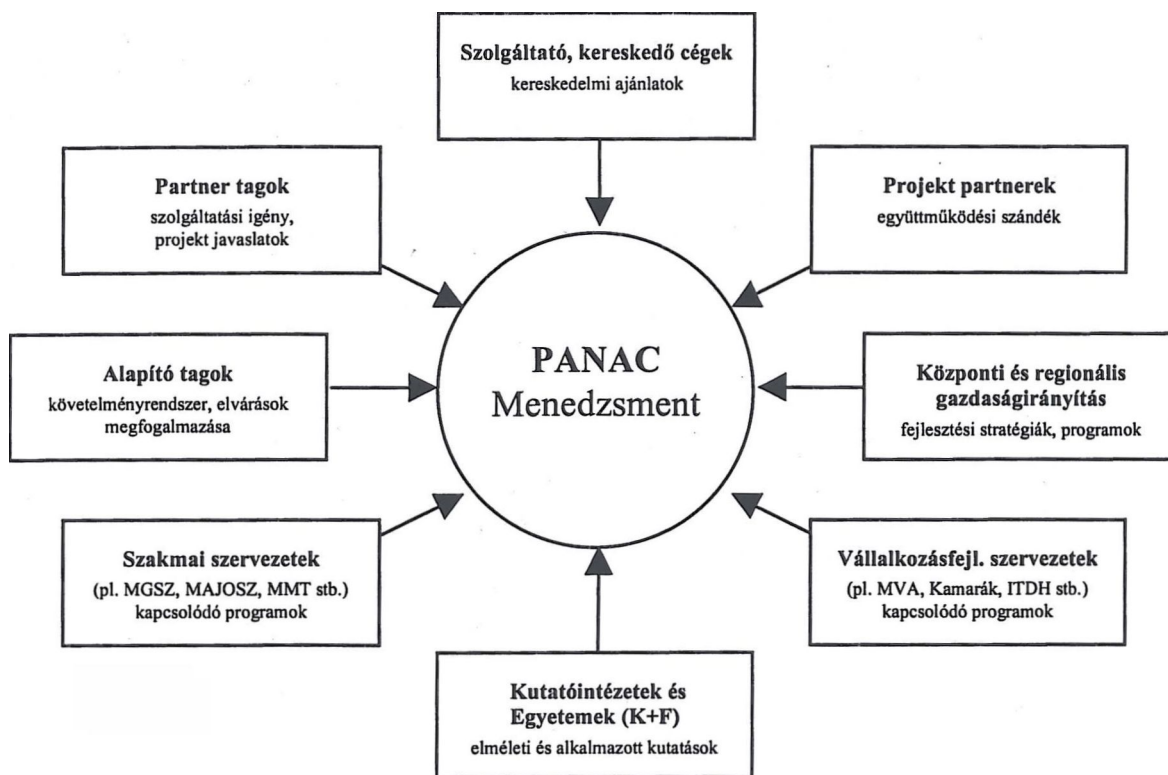 Szolgáltató, kereskedő cégek
kereskedelmi ajánlatok
Partner tagok
szolgáltatási igény,
projekt javaslatok
Projekt partnerek
együttműködési szándék
PANAC
Menedzsment
Alapító tagok
követelményrendszer, elvárások
megfogalmazása
Központi és regionális
gazdaságirányítás
fejlesztési stratégiák, programok
Szakmai szervezetek
(pl. MGSZ, MAJOSZ, MMT stb.)
kapcsolódó programok
Vállalkozásfejl. szervezetek
(pl. MVA, Kamarák, ITDH stb.)
kapcsolódó programok
Kutatóintézetek és
Egyetemek (K+F)
elméleti és alkalmazott kutatások